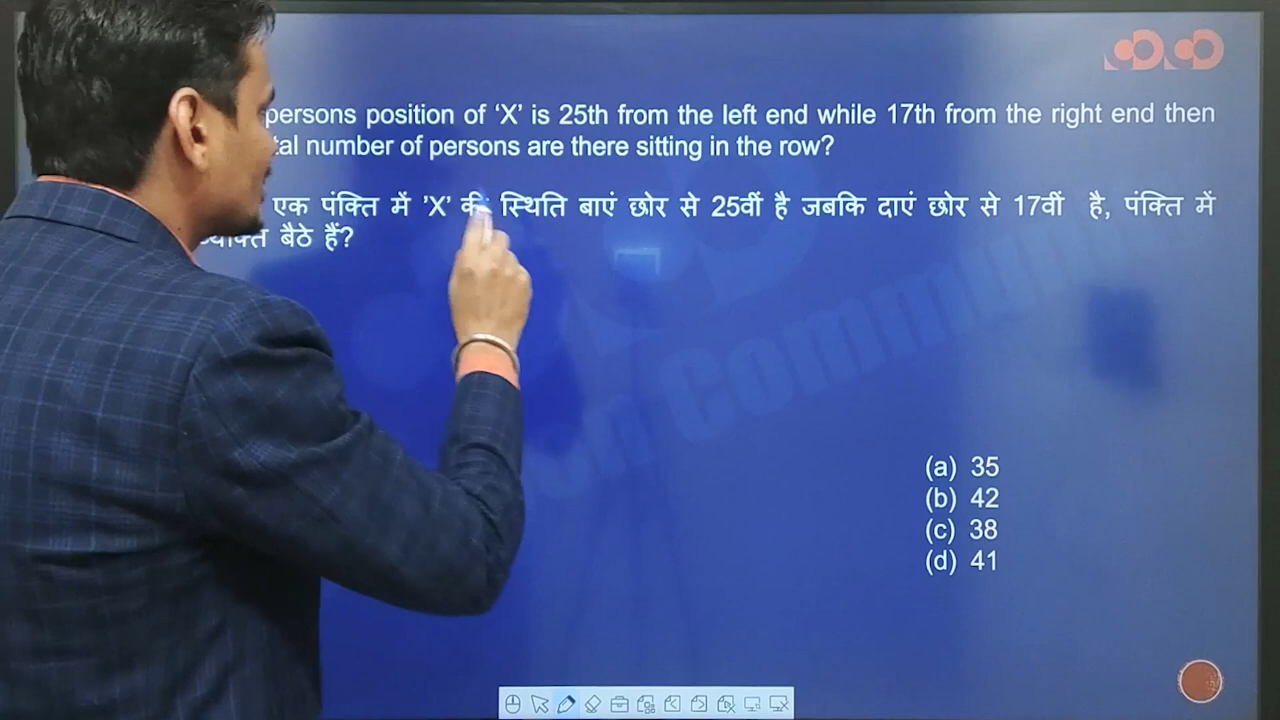 persons position of ‘X’ is 25th from the left end while 17th from the right end then
number of persons are there sitting in the row?
एक पंक्ति में ’X’ की स्थिति बाएं छोर से 25वीं है जबकि दाएं छोर से 17वीं है, पंक्ति में
बैठे हैं?
(a) 35
(b) 42
(c) 38
(d) 41